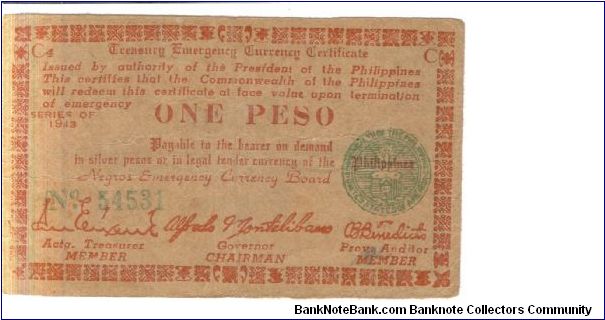 C4 Treasury Emergency Currency Certificate C
Issued by authority of the President of the Philippines
This certifies that the Commonwealth of the Philippines
will redeem this certificate at face value upon termination
of emergency
SERIES OF
1943
ONE PESO
Payable to the bearer on demand
in silver pesos or in legal tender currency of the
Philippines
Negros Emergency Currency Board
No. 54531
Alfredo Montelibano
Actg. Treasurer Governor Prov. Auditor
MEMBER CHAIRMAN MEMBER
BankNoteBank.com Banknote Collectors Community